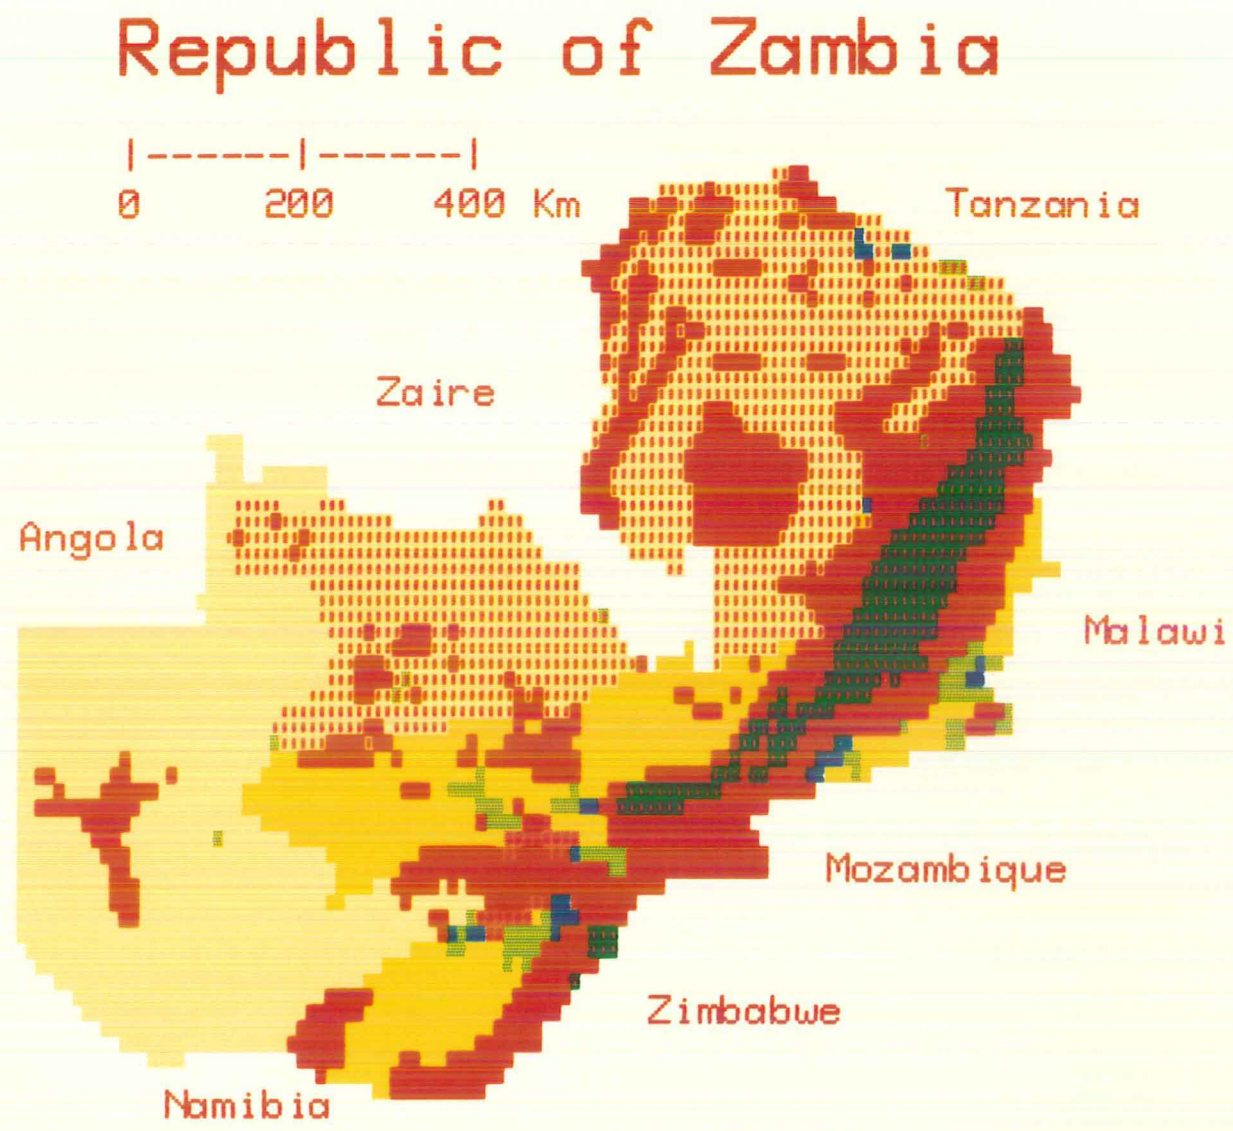 Republic of Zambia
|------|------|
0 200 400 Km
Tanzania
Zaire
Angola
Malawi
Mozambique
Zimbabwe
Namibia